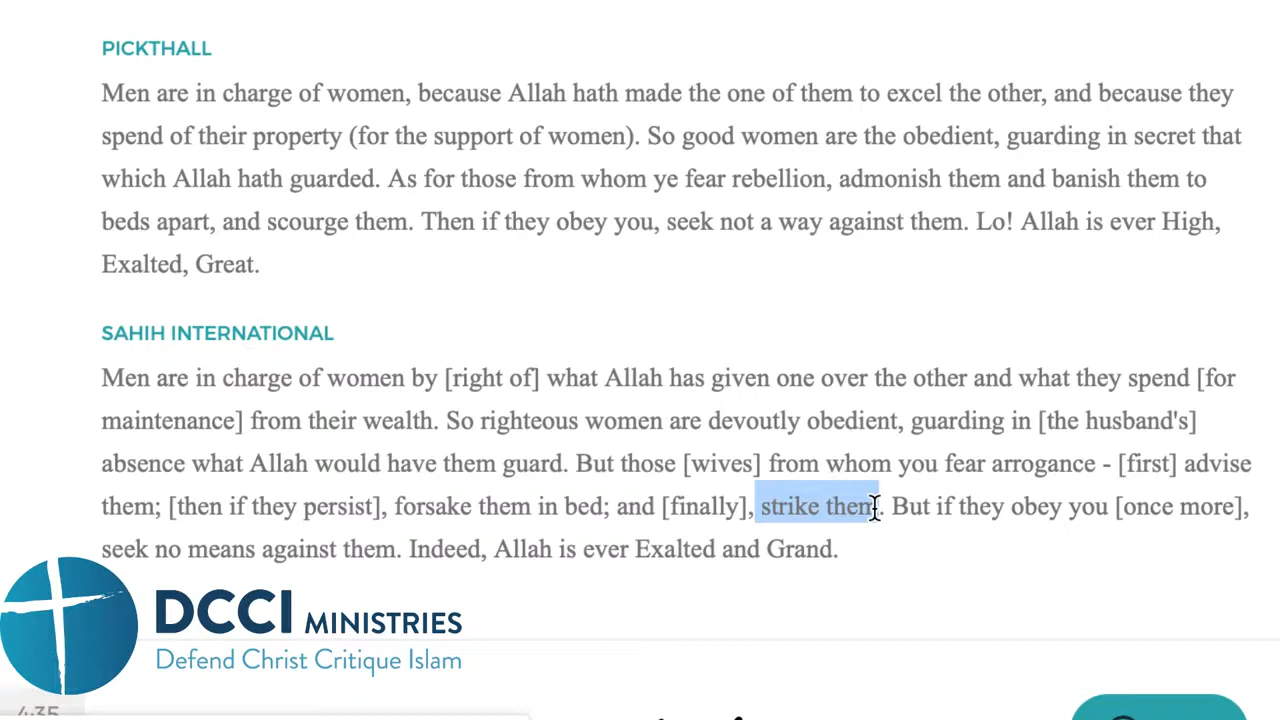 PICKTHALL
Men are in charge of women, because Allah hath made the one of them to excel the other, and because they
spend of their property (for the support of women). So good women are the obedient, guarding in secret that
which Allah hath guarded. As for those from whom ye fear rebellion, admonish them and banish them to
beds apart, and scourge them. Then if they obey you, seek not a way against them. Lo! Allah is ever High,
Exalted, Great.
SAHIH INTERNATIONAL
Men are in charge of women by [right of] what Allah has given one over the other and what they spend [for
maintenance] from their wealth. So righteous women are devoutly obedient, guarding in [the husband's]
absence what Allah would have them guard. But those [wives] from whom you fear arrogance - [first] advise
them; [then if they persist], forsake them in bed; and [finally], strike them. But if they obey you [once more],
seek no means against them. Indeed, Allah is ever Exalted and Grand.
DCCI MINISTRIES
Defend Christ Critique Islam
4:35